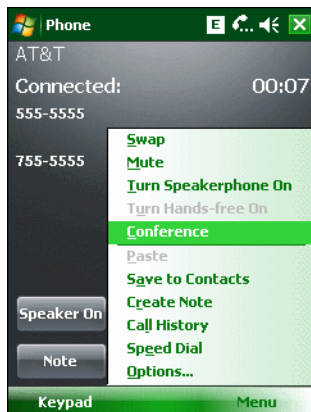 Phone
E
AT&T
Connected: 00:07
555-5555
755-5555
Swap
Mute
Turn Speakerphone On
Turn Hands-free On
Conference
Paste
Save to Contacts
Create Note
Call History
Speed Dial
Options...
Speaker On
Note
Keypad Menu